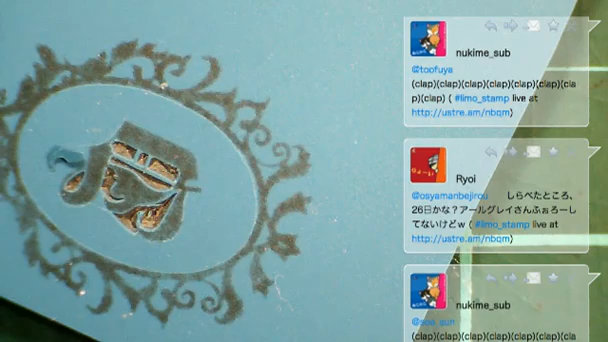 nukime_sub
@toofuya
(clap)(clap)(clap)(clap)(clap)(clap)(cla
p)(clap) ( #limo_stamp live at
http://ustre.am/nbqm)
Ryoi
@osyamanbejirou しらべたところ、
26日かな？アールグレイさんふぉろーし
てないけどｗ ( #limo_stamp live at
http://ustre.am/nbqm)
nukime_sub
(clap)(clap)(clap)(clap)(clap)(clap)(cla